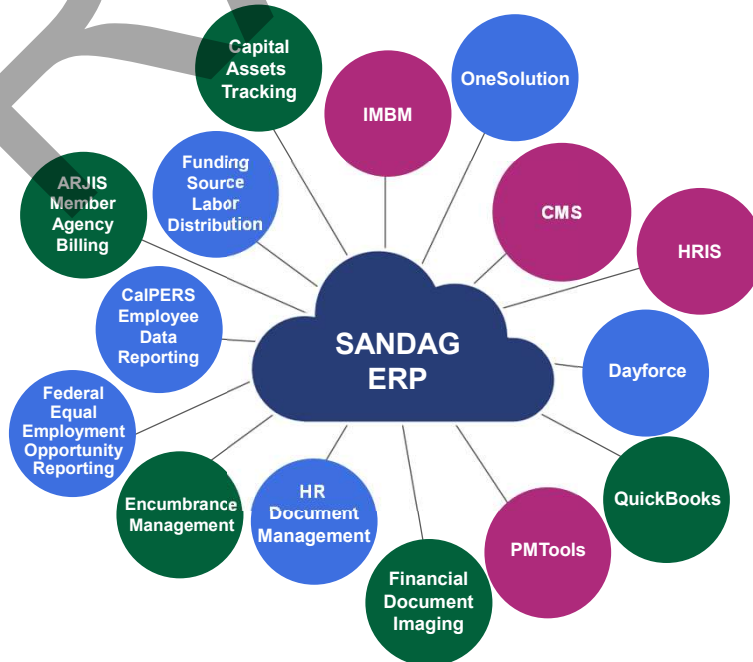 Capital
Assets
Tracking
IMBM
OneSolution
ARJIS
Member
Agency
Billing
Funding
Source
Labor
Distribution
CMS
HRIS
CalPERS
Employee
Data
Reporting
SANDAG
ERP
Dayforce
Federal
Equal
Employment
Opportunity
Reporting
Encumbrance
Management
HR
Document
Management
Financial
Document
Imaging
PMTools
QuickBooks